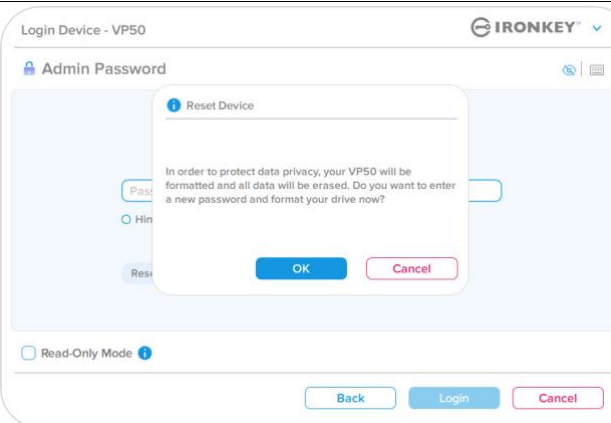 Login Device - VP50
IRONKEY
Admin Password
Reset Device
In order to protect data privacy, your VP50 will be
formatted and all data will be erased. Do you want to enter
a new password and format your drive now?
OK
Cancel
Read-Only Mode
Back
Login
Cancel